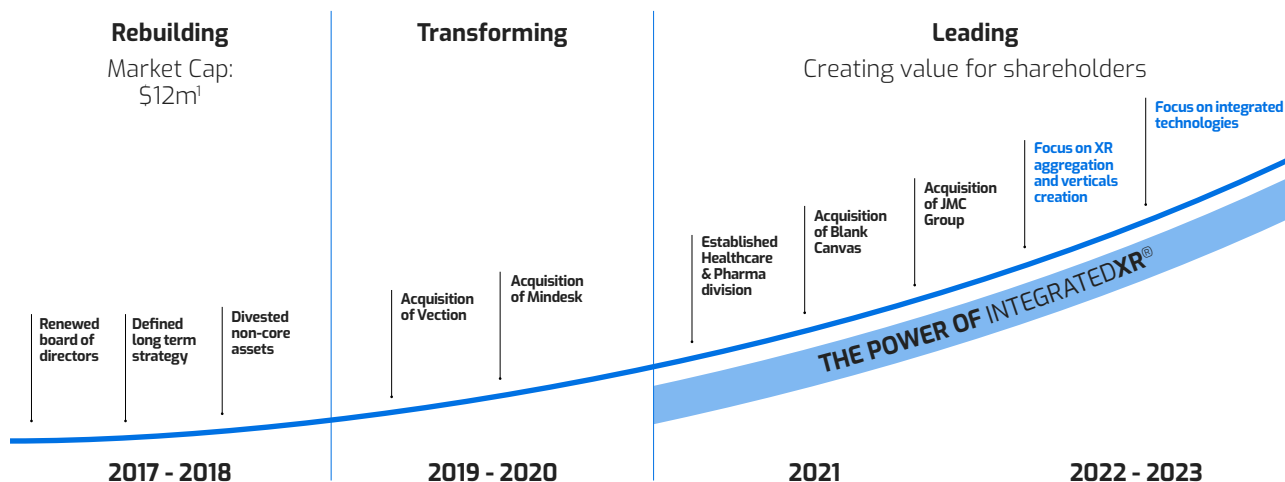 Rebuilding
Market Cap:
$12m¹
Transforming
Leading
Creating value for shareholders
Renewed
board of
directors
Defined
long term
strategy
Divested
non-core
assets
Acquisition
of Vection
Acquisition
of Mindesk
Established
Healthcare
& Pharma
division
Acquisition
of Blank
Canvas
Acquisition
of JMC
Group
Focus on XR
aggregation
and verticals
creation
Focus on integrated
technologies
THE POWER OF INTEGRATEDXR®
2017 - 2018
2019 - 2020
2021
2022 - 2023